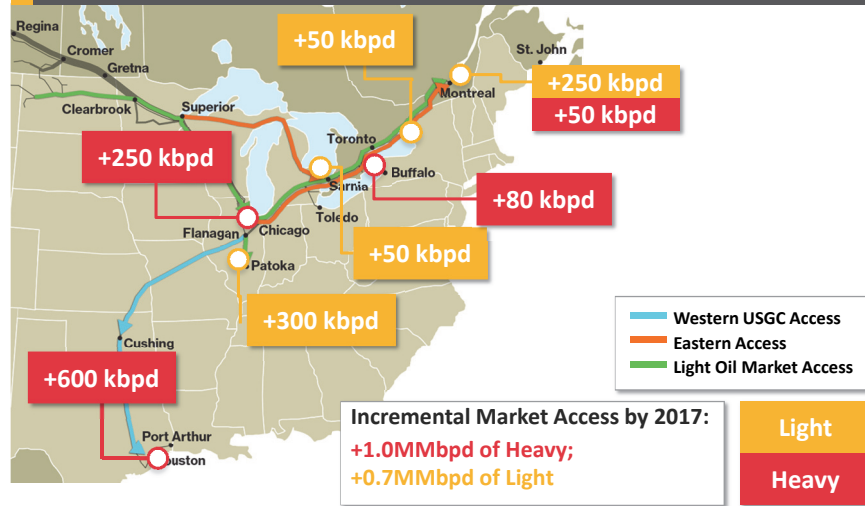 Regina
Cromer
Gretna
Clearbrook
Superior
+50 kbpd
St. John
+250 kbpd
+50 kbpd
Montreal
Toronto
+250 kbpd
Buffalo
Sarnia
+80 kbpd
Toledo
Flanagan
Chicago
+50 kbpd
Patoka
+300 kbpd
Cushing
+600 kbpd
Port Arthur
ouston
Western USGC Access
Eastern Access
Light Oil Market Access
Incremental Market Access by 2017:
+1.0MMbpd of Heavy;
+0.7MMbpd of Light
Light
Heavy